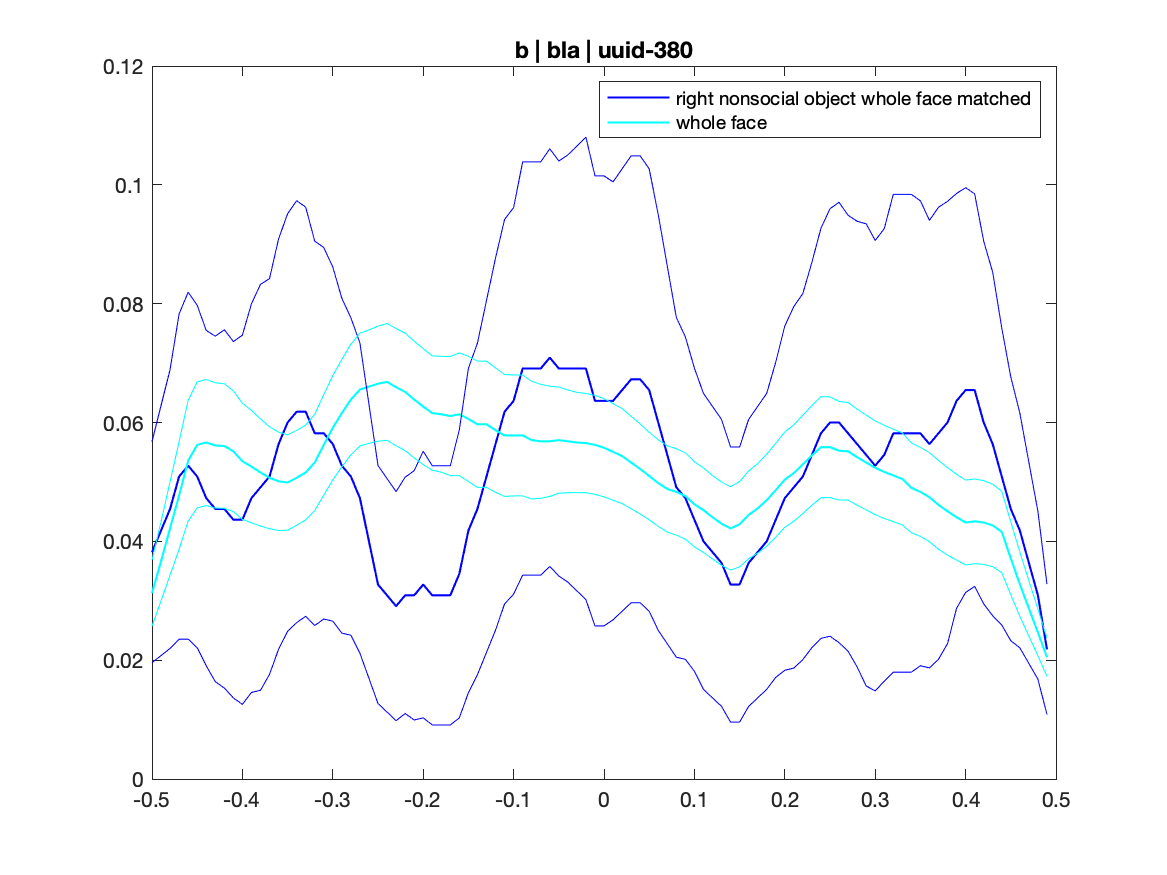 b | bla | uuid-380
0.12
right nonsocial object whole face matched
whole face
0.1
0.08
0.06
0.04
0.02
0
-0.5 -0.4 -0.3 -0.2 -0.1 0 0.1 0.2 0.3 0.4 0.5